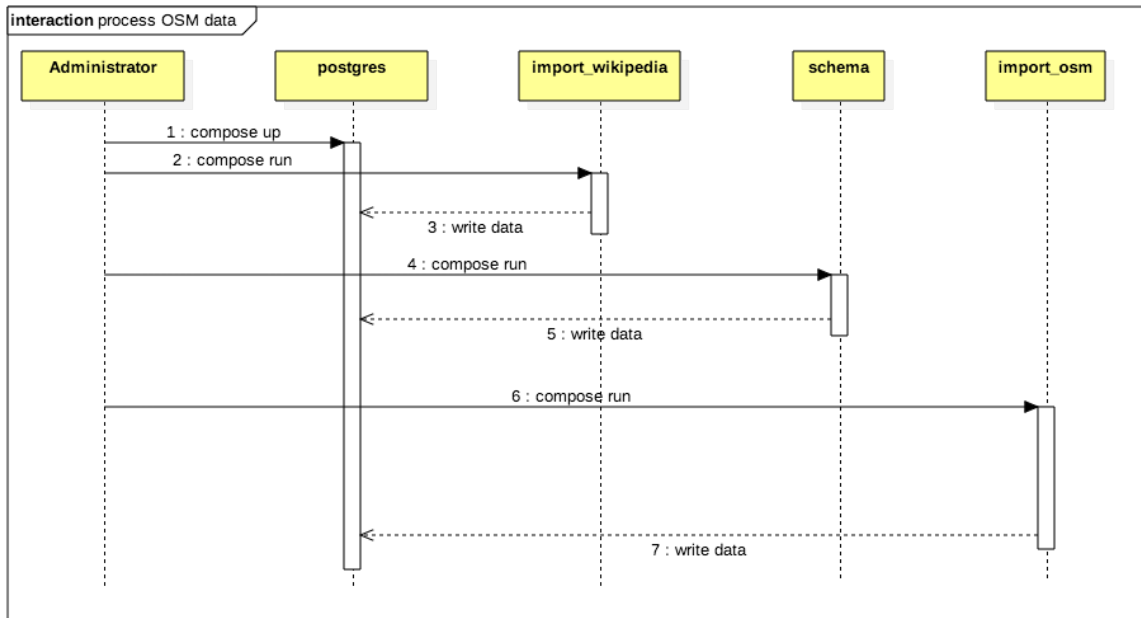 interaction process OSM data
Administrator
postgres
import_wikipedia
schema
import_osm
1 : compose up
2 : compose run
3 : write data
4 : compose run
5 : write data
6 : compose run
7 : write data